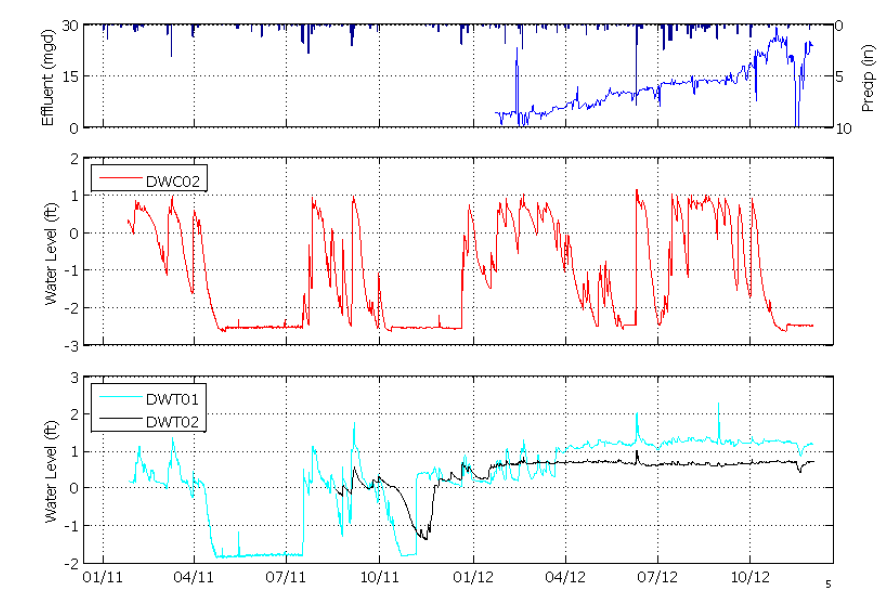 30
15
0
Effluent (mgd)
0
5
10
Precip (in)
2
1
0
-1
-2
-3
Water Level (ft)
DWC02
3
2
1
0
-1
-2
Water Level (ft)
DWT01
DWT02
01/11 04/11 07/11 10/11 01/12 04/12 07/12 10/12
5